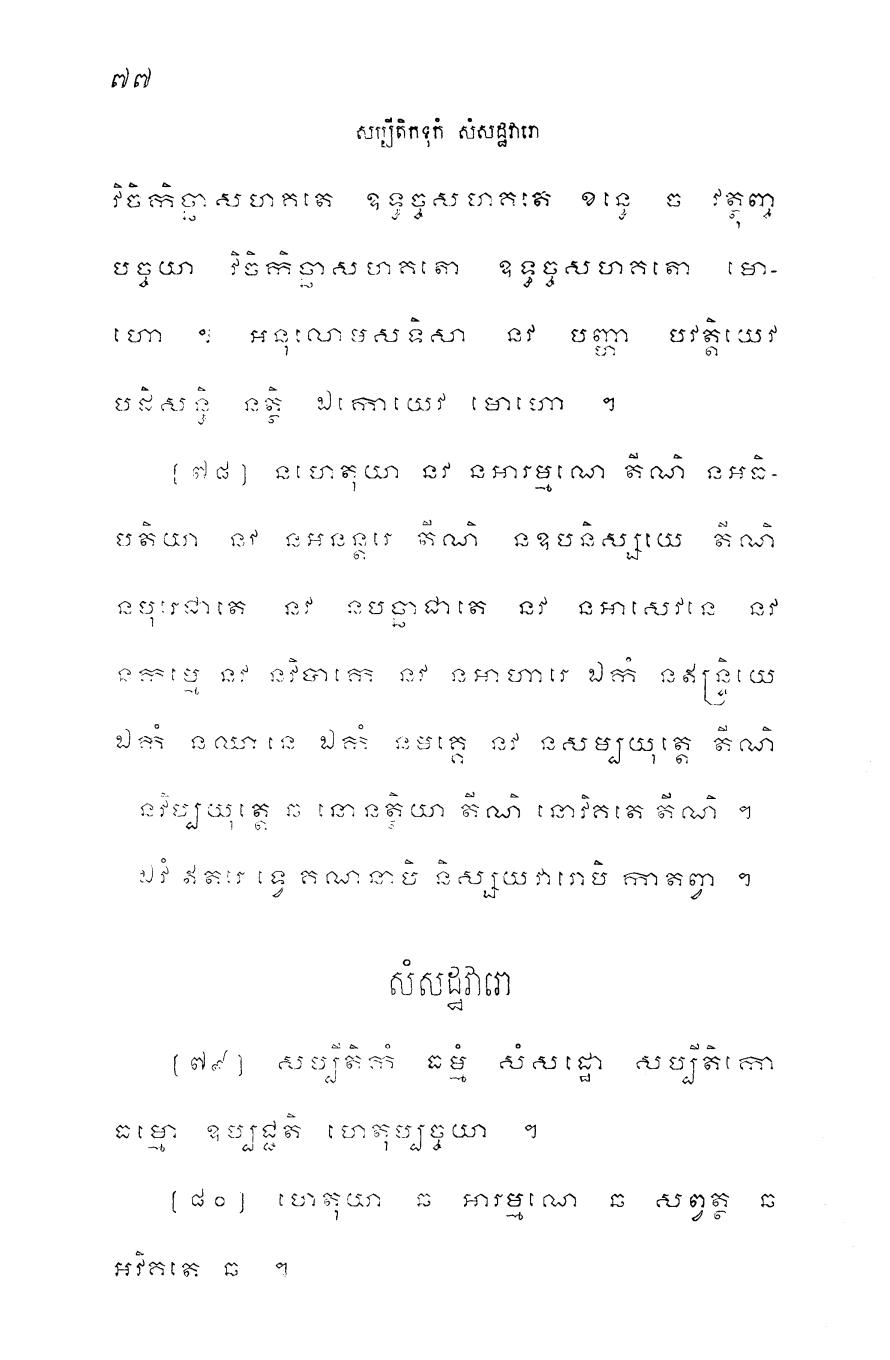 ៧៧
សប្បីតិកទុកំ សំសដ្ឋវារោ
វិចិកិច្ឆាសហគតេ ឧទ្ធច្ចសហគតេ ខន្ធេ ច វត្ថុញ្ច
បច្ចយា វិចិកិច្ឆាសហគតោ ឧទ្ធច្ចសហគតោ មោ-
ហោ ។ អនុលោមសទិសា នវ បញ្ហា បវត្តិយេវ
បដិសន្ធិ នត្ថិ ឯកោយេវ មោហោ ។
[៧៨] នហេតុយា នវ នអារម្មណេ តីណិ នអធិ-
បតិយា នវ នអនន្តរេ តីណិ នឧបនិស្សយេ តីណិ
នបុរេជាតេ នវ នបច្ឆាជាតេ នវ នអាសេវនេ នវ
នកម្មេ នវ នវិបាកេ នវ នអាហារេ ឯកំ នឥន្ទ្រិយេ
ឯកំ នឈានេ ឯកំ នមគ្គេ នវ នសម្បយុត្តេ តីណិ
នវិប្បយុត្តេ ឆ នោនត្ថិយា តីណិ នោវិគតេ តីណិ ។
ឯវំ ឥតរេ ទ្វេ គណនាបិ និស្សយវារោបិ កាតព្វា ។
សំសដ្ឋវារោ
[៧៩] សប្បីតិកំ ធម្មំ សំសដ្ឋោ សប្បីតិកោ
ធម្មោ ឧប្បជ្ជតិ ហេតុប្បច្ចយា ។
[៨០] ហេតុយា ឆ អារម្មណេ ឆ សព្វត្ថ ឆ
អវិគតេ ឆ ។